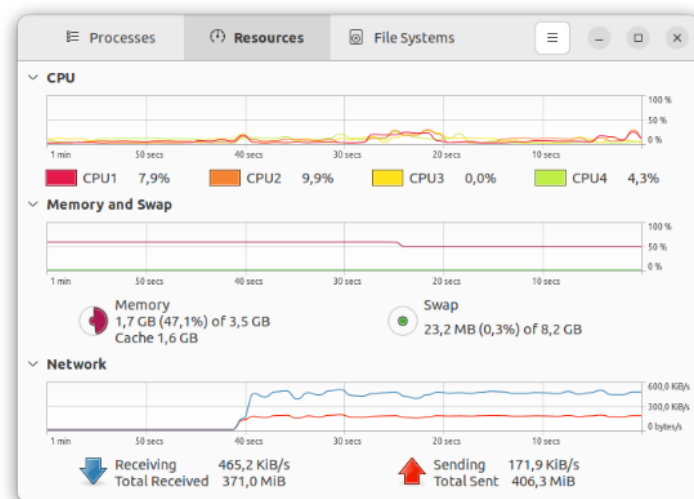 Processes Resources File Systems
CPU
100 %
50 %
0 %
1 min 50 secs 40 secs 30 secs 20 secs 10 secs
CPU1 7,9% CPU2 9,9% CPU3 0,0% CPU4 4,3%
Memory and Swap
100 %
50 %
0 %
1 min 50 secs 40 secs 30 secs 20 secs 10 secs
Memory
1,7 GB (47,1%) of 3,5 GB
Cache 1,6 GB
Swap
23,2 MB (0,3%) of 8,2 GB
Network
600,0 KiB/s
300,0 KiB/s
0 bytes/s
1 min 50 secs 40 secs 30 secs 20 secs 10 secs
Receiving 465,2 KiB/s
Total Received 371,0 MiB
Sending 171,9 KiB/s
Total Sent 406,3 MiB